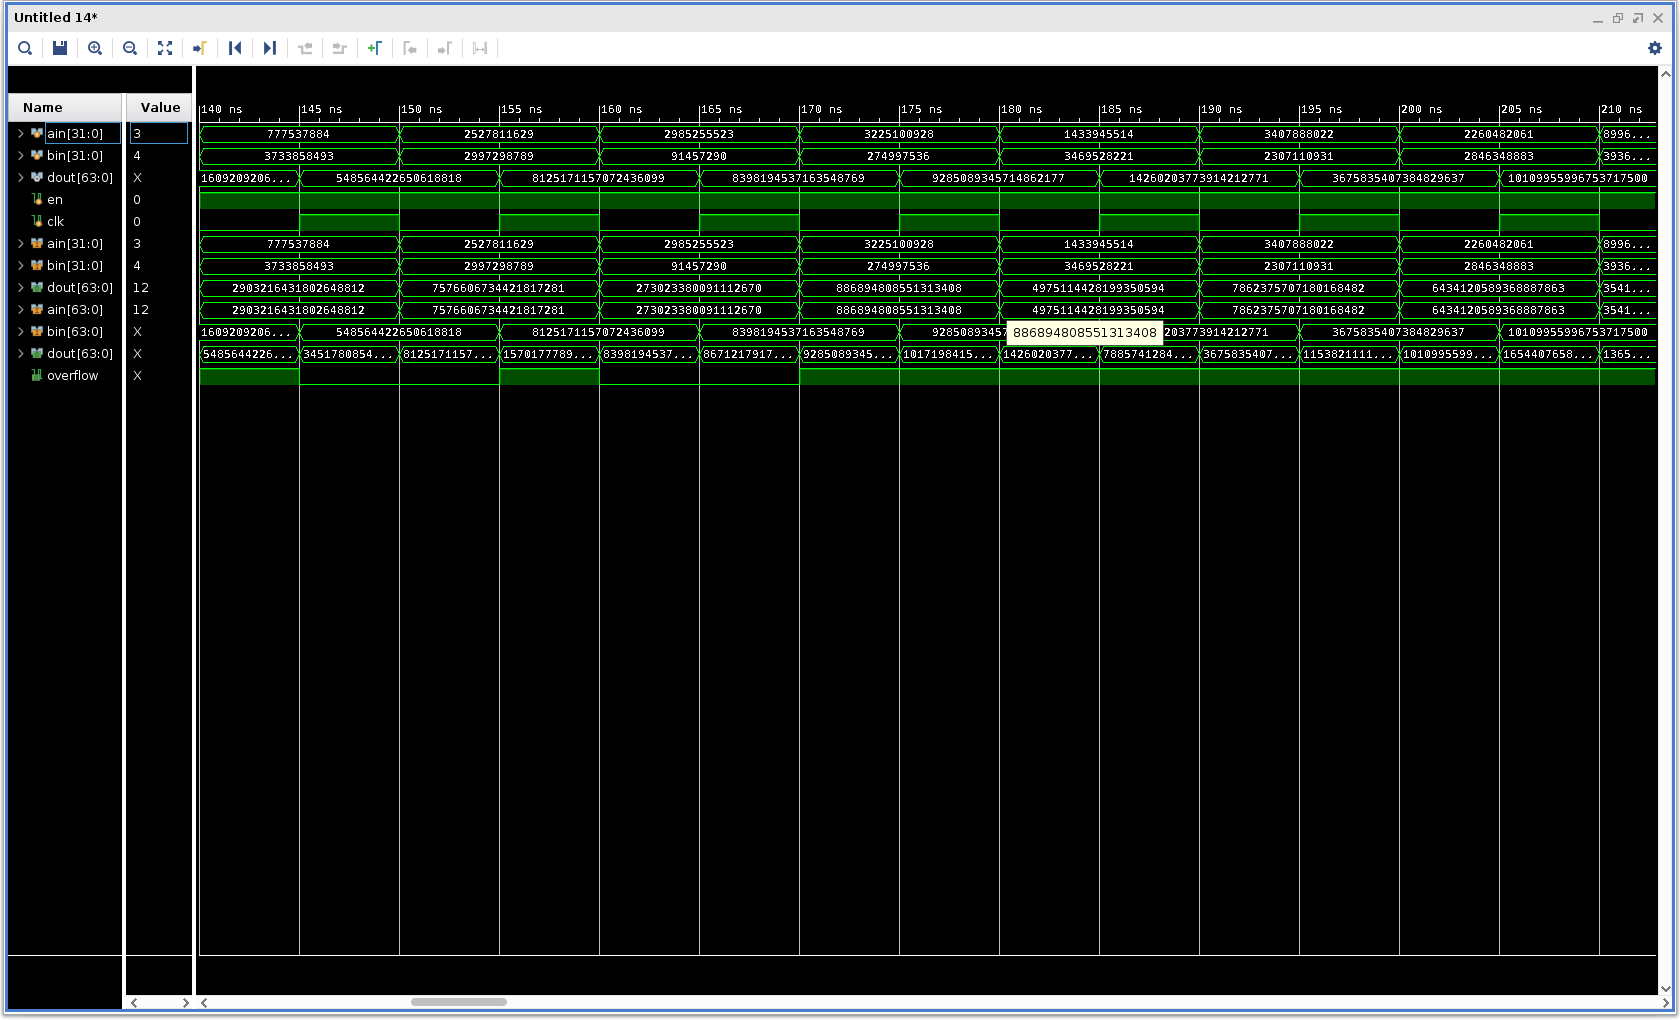 Untitled 14*
Name Value
140 ns 145 ns 150 ns 155 ns 160 ns 165 ns 170 ns 175 ns 180 ns 185 ns 190 ns 195 ns 200 ns 205 ns 210 ns
ain[31:0] 3 777537884 2527811629 2985255523 3225100928 1433945514 3407888022 2260482061 8996...
bin[31:0] 4 3733858493 2997298789 91457290 274997536 3469528221 2307110931 2846348883 3936...
dout[63:0] X 1609209206... 548564422650618818 8125171157072436099 8398194537163548769 9285089345714862177 14260203773914212771 3675835407384829637 10109955996753717500
en 0
clk 0
ain[31:0] 3 777537884 2527811629 2985255523 3225100928 1433945514 3407888022 2260482061 8996...
bin[31:0] 4 3733858493 2997298789 91457290 274997536 3469528221 2307110931 2846348883 3936...
dout[63:0] 12 2903216431802648812 7576606734421817281 273023380091112670 886894808551313408 4975114428199350594 7862375707180168482 6434120589368887863 3541...
ain[63:0] 12 2903216431802648812 7576606734421817281 273023380091112670 886894808551313408 4975114428199350594 7862375707180168482 6434120589368887863 3541...
bin[63:0] X 1609209206... 548564422650618818 8125171157072436099 8398194537163548769 92850893457 886894808551313408 203773914212771 3675835407384829637 10109955996753717500
dout[63:0] X 5485644226... 3451780854... 8125171157... 1570177789... 8398194537... 8671217917... 9285089345... 1017198415... 1426020377... 7885741284... 3675835407... 1153821111... 1010995599... 1654407658... 1365...
overflow X